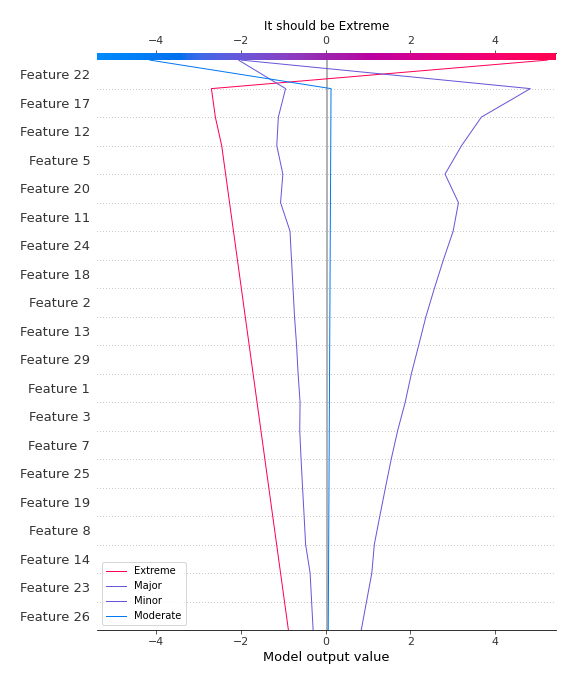 It should be Extreme
−4 −2 0 2 4
Feature 22
Feature 17
Feature 12
Feature 5
Feature 20
Feature 11
Feature 24
Feature 18
Feature 2
Feature 13
Feature 29
Feature 1
Feature 3
Feature 7
Feature 25
Feature 19
Feature 8
Feature 14
Feature 23
Feature 26
Extreme
Major
Minor
Moderate
−4 −2 0 2 4
Model output value